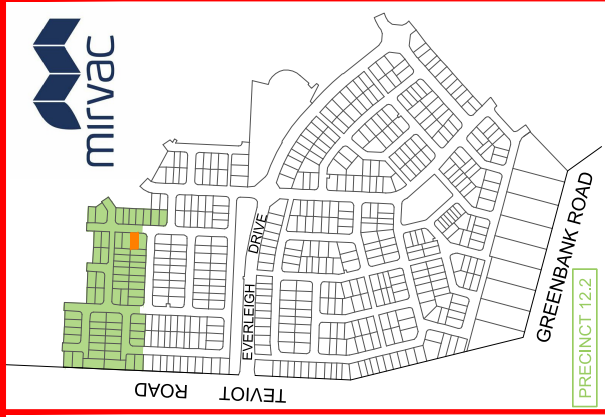 mirvac
EVERLEIGH DRIVE
GREENBANK ROAD
PRECINCT 12.2
TEVIOT ROAD